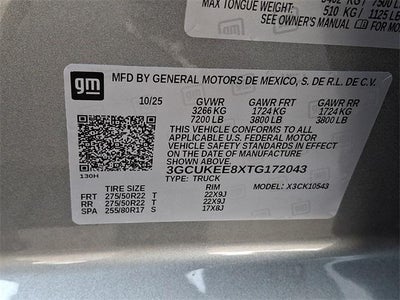 MAX TONGUE WEIGHT:
510 KG / 1125 LB
SEE OWNER'S MANUAL FOR MO
gm
MFD BY GENERAL MOTORS DE MEXICO, S. DE R.L. DE C.V.
10/25 GVWR GAWR FRT GAWR RR
3266 KG 1724 KG 1724 KG
7200 LB 3800 LB 3800 LB
THIS VEHICLE CONFORMS TO ALL
APPLICABLE U.S. FEDERAL MOTOR
VEHICLE SAFETY STANDARDS IN EFFECT
ON THE DATE OF MANUFACTURE SHOWN ABOVE.
3GCUKEE8XTG172043
130H TYPE: TRUCK
TIRE SIZE RIM MODEL: X3CK10543
FRT 275/50R22 T 22X9J
RR 275/50R22 T 22X9J
SPA 255/80R17 S 17X8J